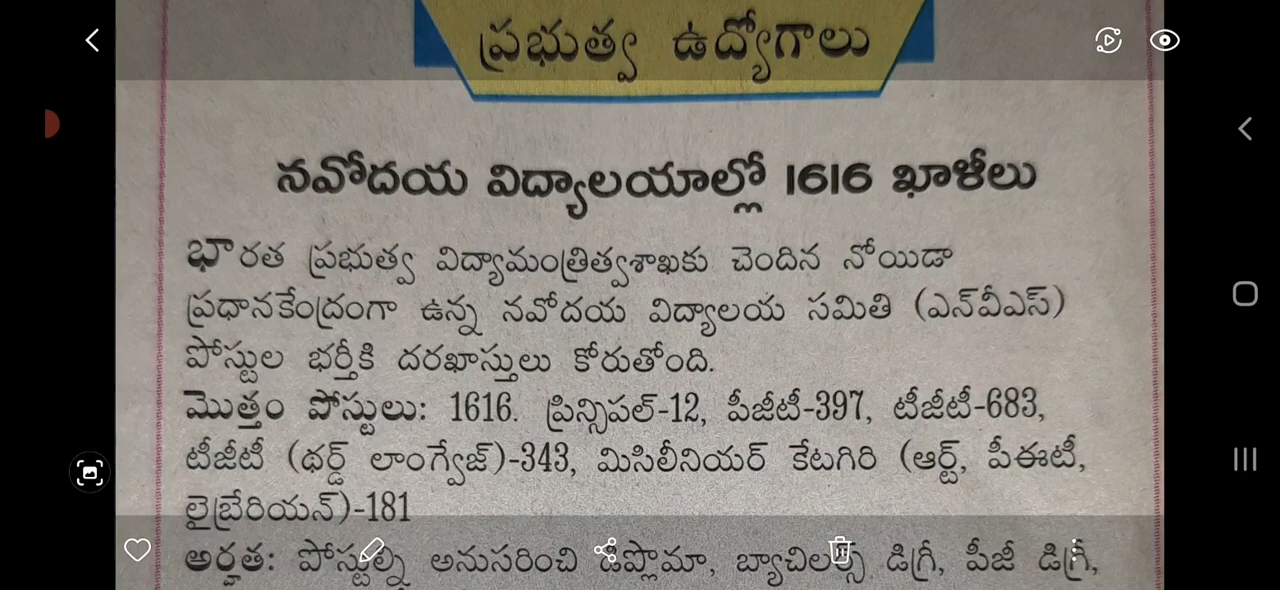 ప్రభుత్వ ఉద్యోగాలు
నవోదయ విద్యాలయాల్లో 1616 ఖాళీలు
భారత ప్రభుత్వ విద్యామంత్రిత్వశాఖకు చెందిన నోయిడా
ప్రధానకేంద్రంగా ఉన్న నవోదయ విద్యాలయ సమితి (ఎన్‌వీఎస్)
పోస్టుల భర్తీకి దరఖాస్తులు కోరుతోంది.
మొత్తం పోస్టులు: 1616. ప్రిన్సిపల్-12, పీజీటీ-397, టీజీటీ-683,
టీజీటీ (థర్డ్ లాంగ్వేజ్)-343, మిసిలీనియర్ కేటగిరి (ఆర్ట్, పీఈటీ,
లైబ్రేరియన్)-181
అర్హత: పోస్టుల్ని అనుసరించి డిప్లొమా, బ్యాచిలర్స్ డిగ్రీ, పీజీ డిగ్రీ,